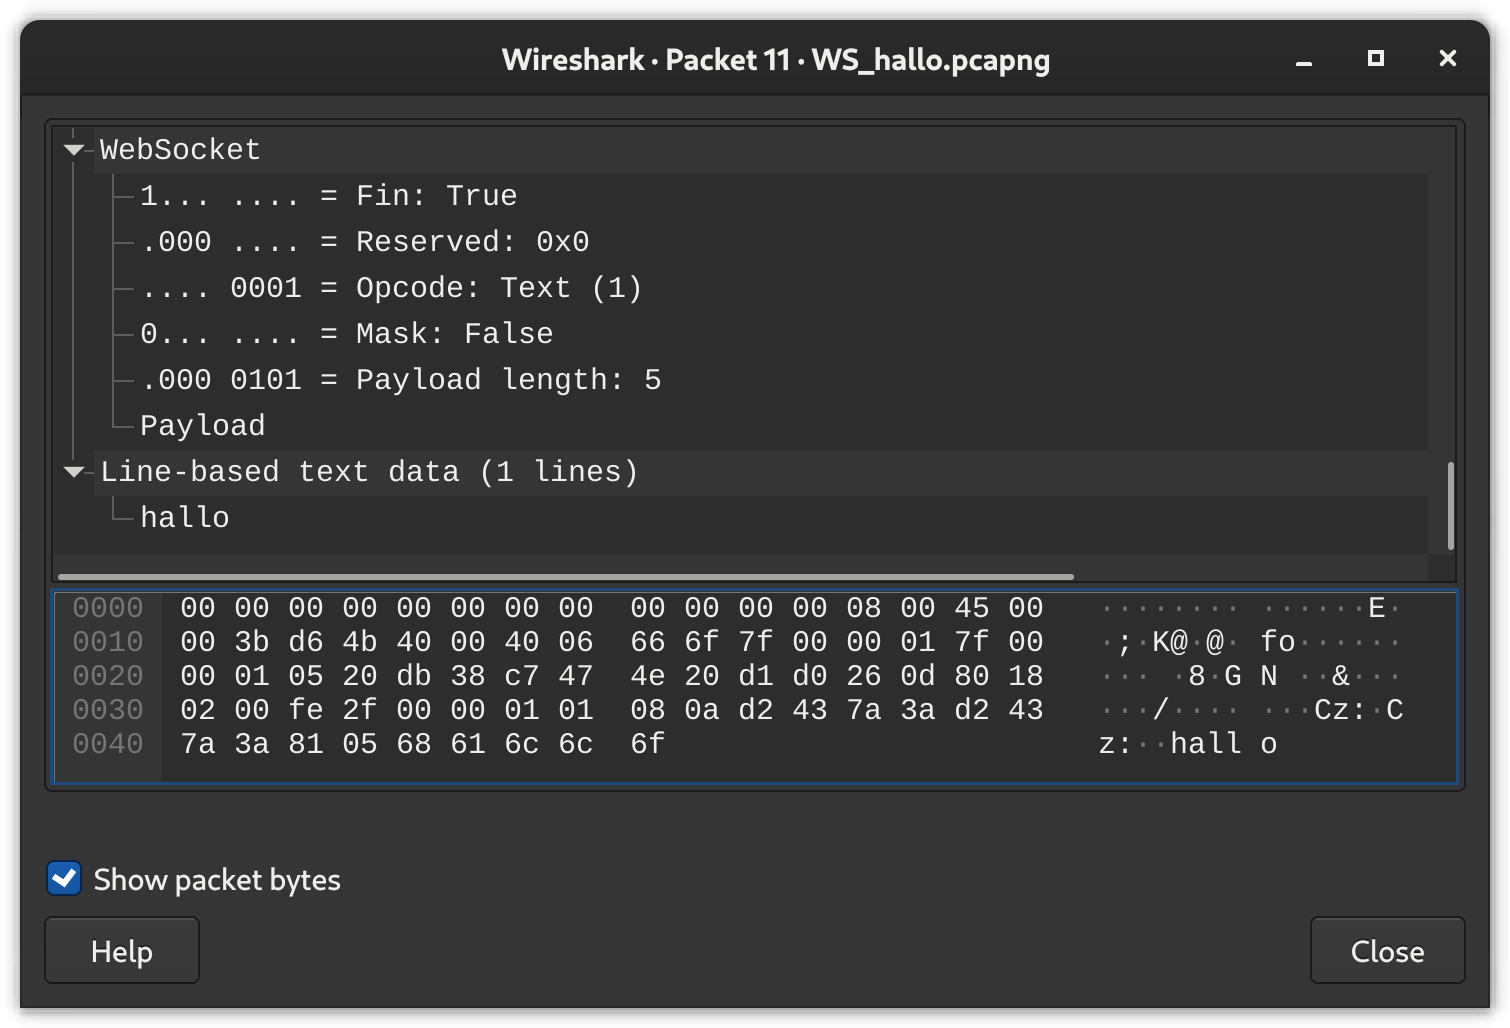 Wireshark · Packet 11 · WS_hallo.pcapng
WebSocket
1... .... = Fin: True
.000 .... = Reserved: 0x0
.... 0001 = Opcode: Text (1)
0... .... = Mask: False
.000 0101 = Payload length: 5
Payload
Line-based text data (1 lines)
hallo
0000 00 00 00 00 00 00 00 00 00 00 00 00 08 00 45 00 ········ ······E·
0010 00 3b d6 4b 40 00 40 06 66 6f 7f 00 00 01 7f 00 ·;·K@·@· fo······
0020 00 01 05 20 db 38 c7 47 4e 20 d1 d0 26 0d 80 18 ··· ·8·G N ··&···
0030 02 00 fe 2f 00 00 01 01 08 0a d2 43 7a 3a d2 43 ···/···· ···Cz:·C
0040 7a 3a 81 05 68 61 6c 6c 6f z:··hall o
Show packet bytes
Help
Close